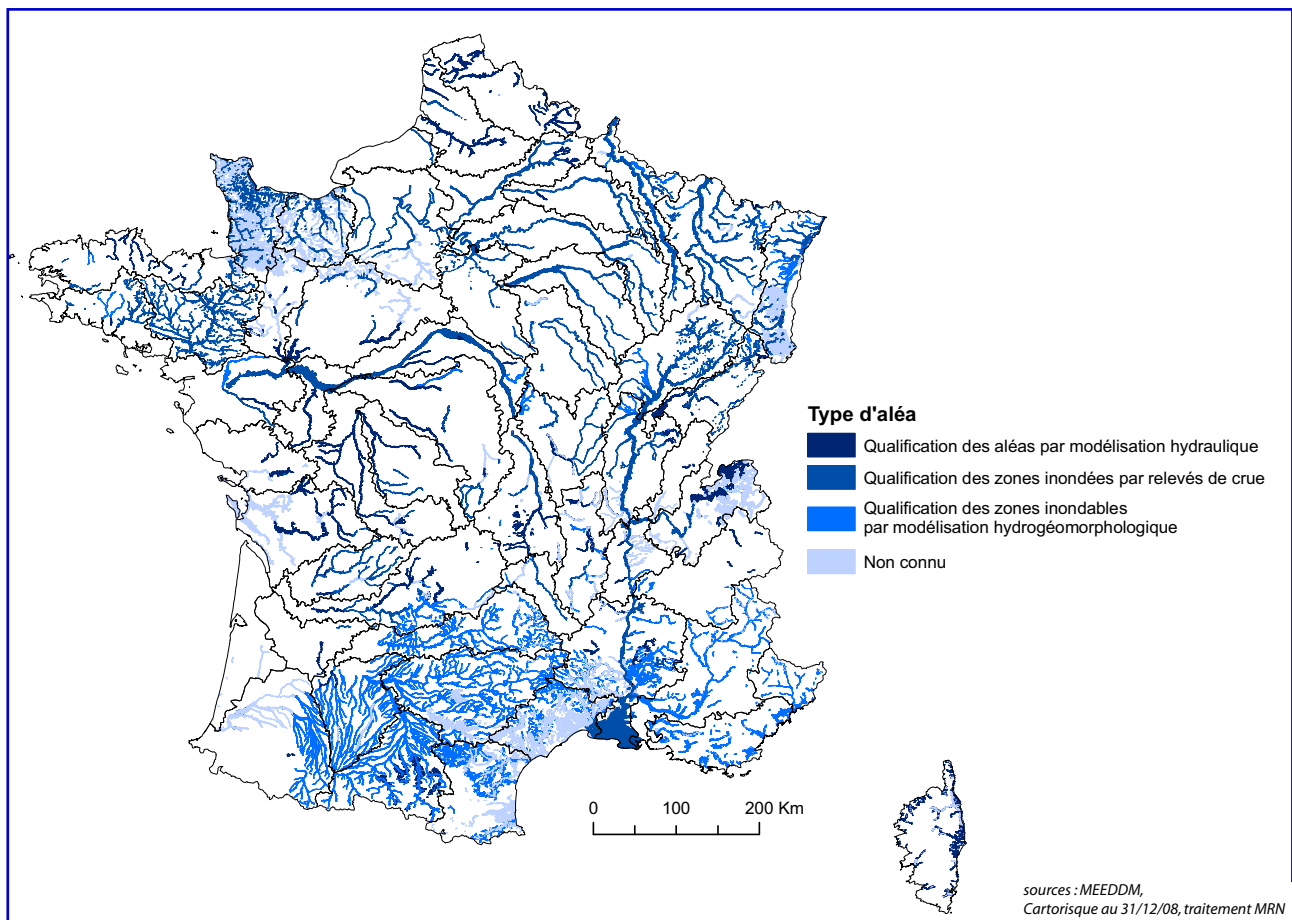 Type d'aléa
Qualification des aléas par modélisation hydraulique
Qualification des zones inondées par relevés de crue
Qualification des zones inondables
par modélisation hydrogéomorphologique
Non connu
0 100 200 Km
sources : MEEDDM,
Cartorisque au 31/12/08, traitement MRN